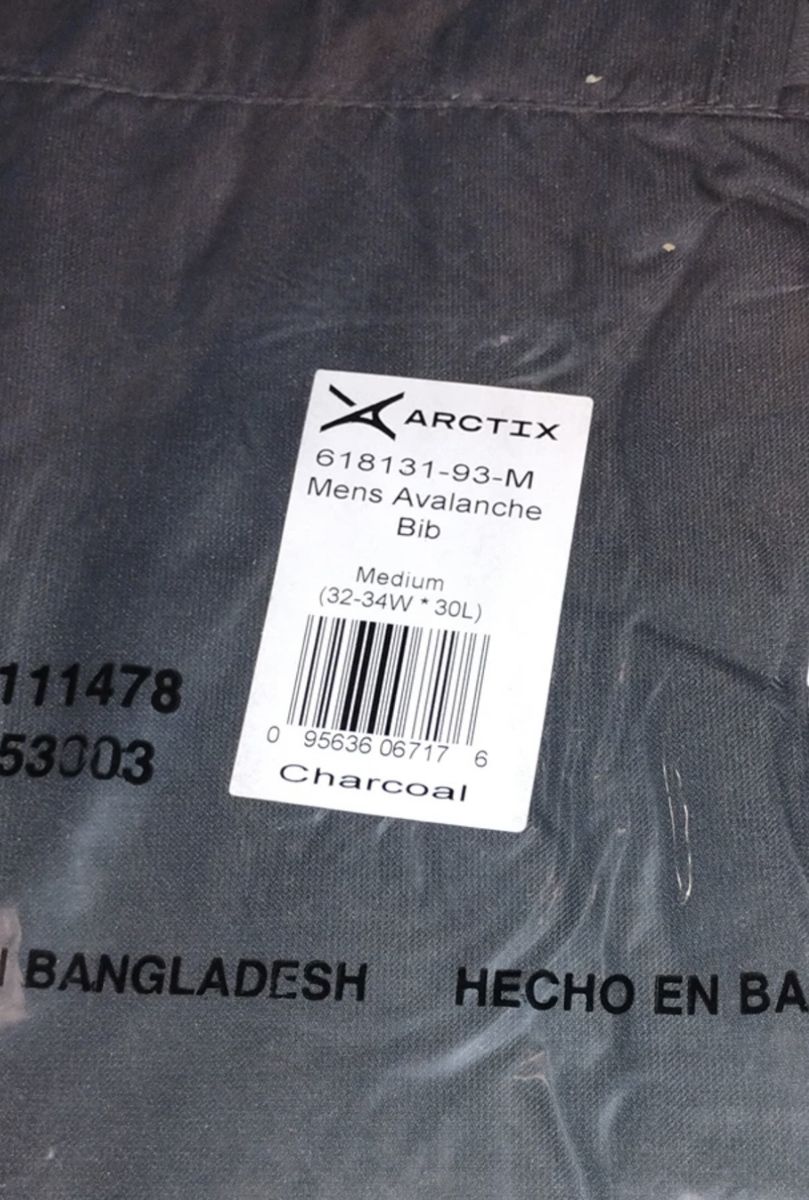 ARCTIX
618131-93-M
Mens Avalanche
Bib
Medium
(32-34W * 30L)
0 95636 06717 6
Charcoal
111478
53003
BANGLADESH HECHO EN BA